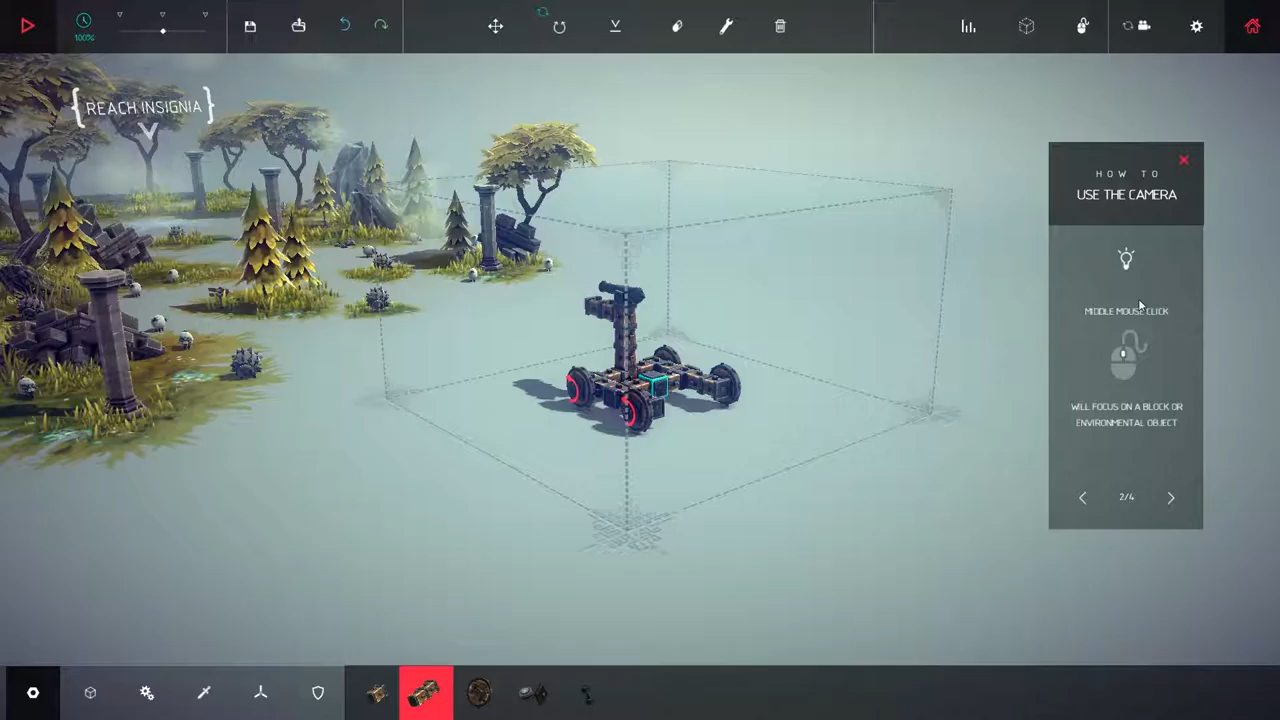 100%
{ REACH INSIGNIA }
HOW TO
USE THE CAMERA
MIDDLE MOUSE CLICK
WILL FOCUS ON A BLOCK OR
ENVIRONMENTAL OBJECT
2/4